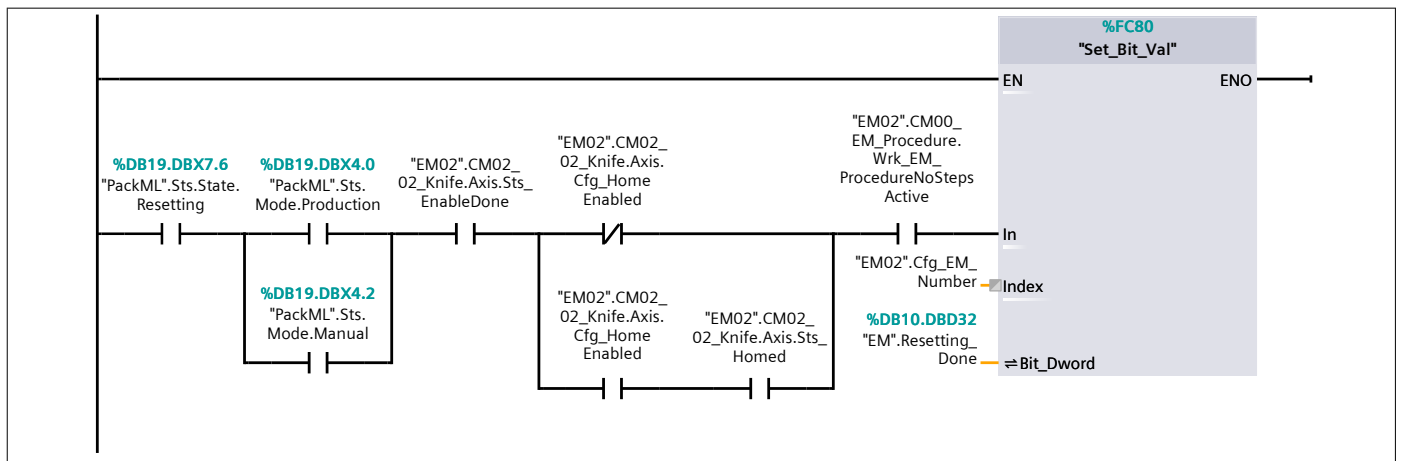 %FC80
"Set_Bit_Val"
EN
ENO
"EM02".CM00_
EM_Procedure.
Wrk_EM_
ProcedureNoSteps
Active
"EM02".CM02_
02_Knife.Axis.
Cfg_Home
Enabled
%DB19.DBX7.6
"PackML".Sts.State.
Resetting
%DB19.DBX4.0
"PackML".Sts.
Mode.Production
"EM02".CM02_
02_Knife.Axis.Sts_
EnableDone
In
"EM02".Cfg_EM_
Number
Index
%DB19.DBX4.2
"PackML".Sts.
Mode.Manual
"EM02".CM02_
02_Knife.Axis.
Cfg_Home
Enabled
"EM02".CM02_
02_Knife.Axis.Sts_
Homed
%DB10.DBD32
"EM".Resetting_
Done
⇌Bit_Dword